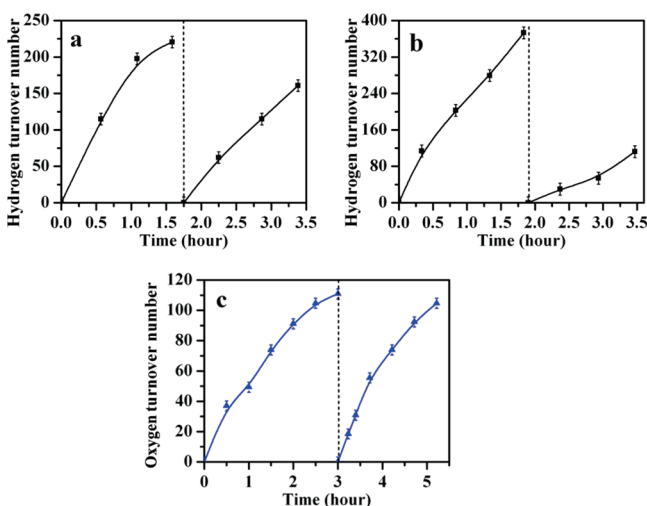 a
Hydrogen turnover number
250
200
150
100
50
0
0.0 0.5 1.0 1.5 2.0 2.5 3.0 3.5
Time (hour)
b
Hydrogen turnover number
400
320
240
160
80
0
0.0 0.5 1.0 1.5 2.0 2.5 3.0 3.5
Time (hour)
c
Oxygen turnover number
120
100
80
60
40
20
0
0 1 2 3 4 5
Time (hour)